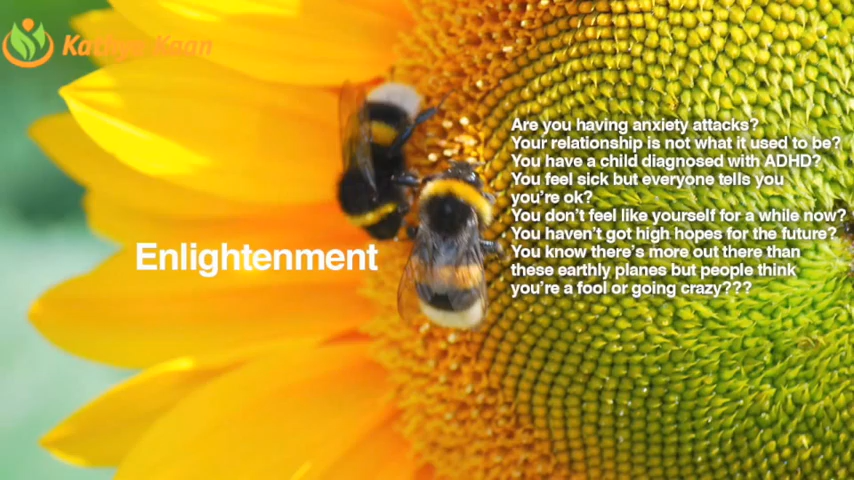 Kathye Kaan
Enlightenment
Are you having anxiety attacks?
Your relationship is not what it used to be?
You have a child diagnosed with ADHD?
You feel sick but everyone tells you
you're ok?
You don't feel like yourself for a while now?
You haven't got high hopes for the future?
You know there's more out there than
these earthly planes but people think
you're a fool or going crazy???